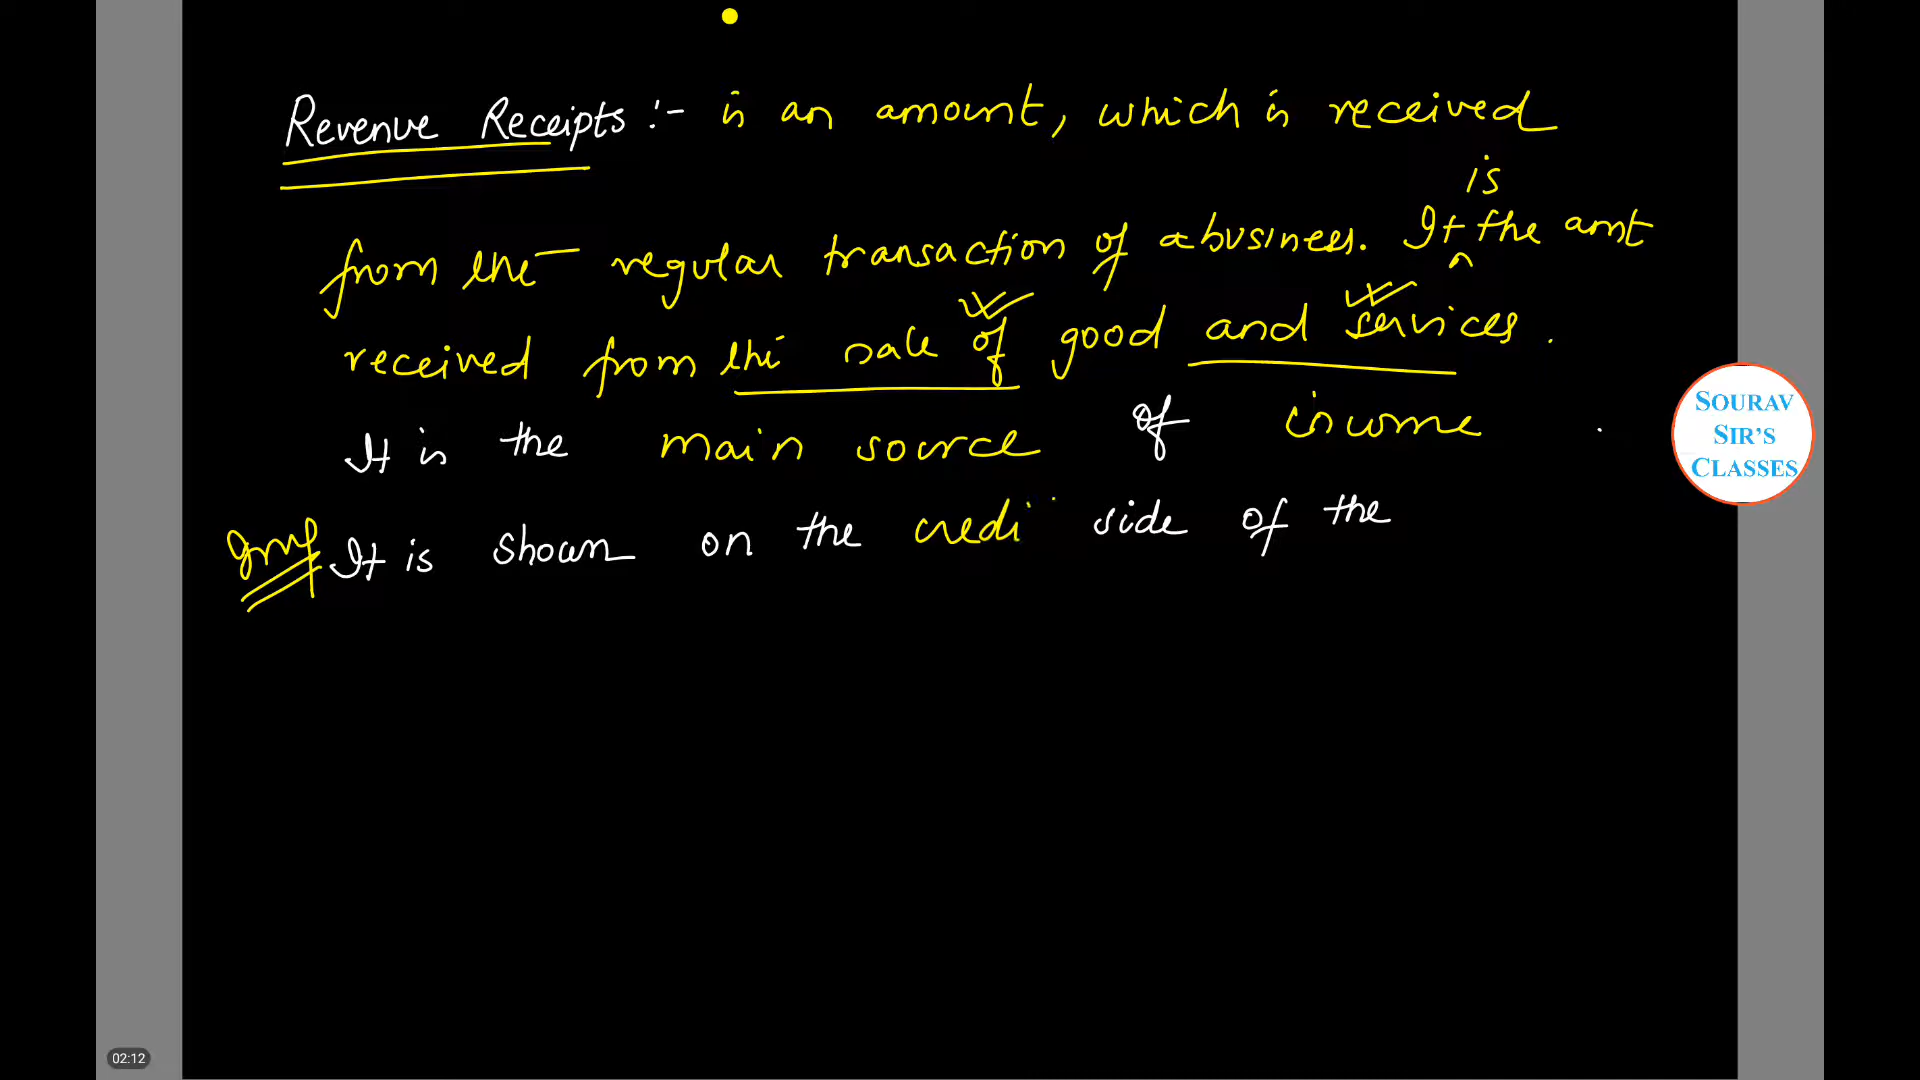 Revenue Receipts :- is an amount, which is received
is
from the regular transaction of a business. It ^ the amt
received from the sale of good and services.
It is the main source of income
Imp It is shown on the credi side of the
SOURAV
SIR'S
CLASSES
02:12